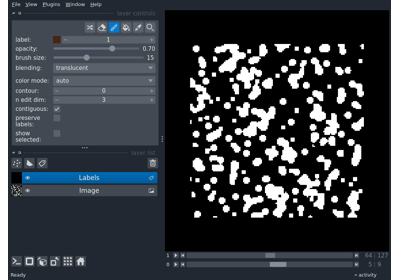 File View Plugins Window Help
layer controls
label: 1
opacity: 0.70
brush size: 15
blending: translucent
color mode: auto
contour: 0
n edit dim: 3
contiguous:
preserve
labels:
show
selected:
layer list
Labels
Image
1 64 127
0 5 9
Ready
activity